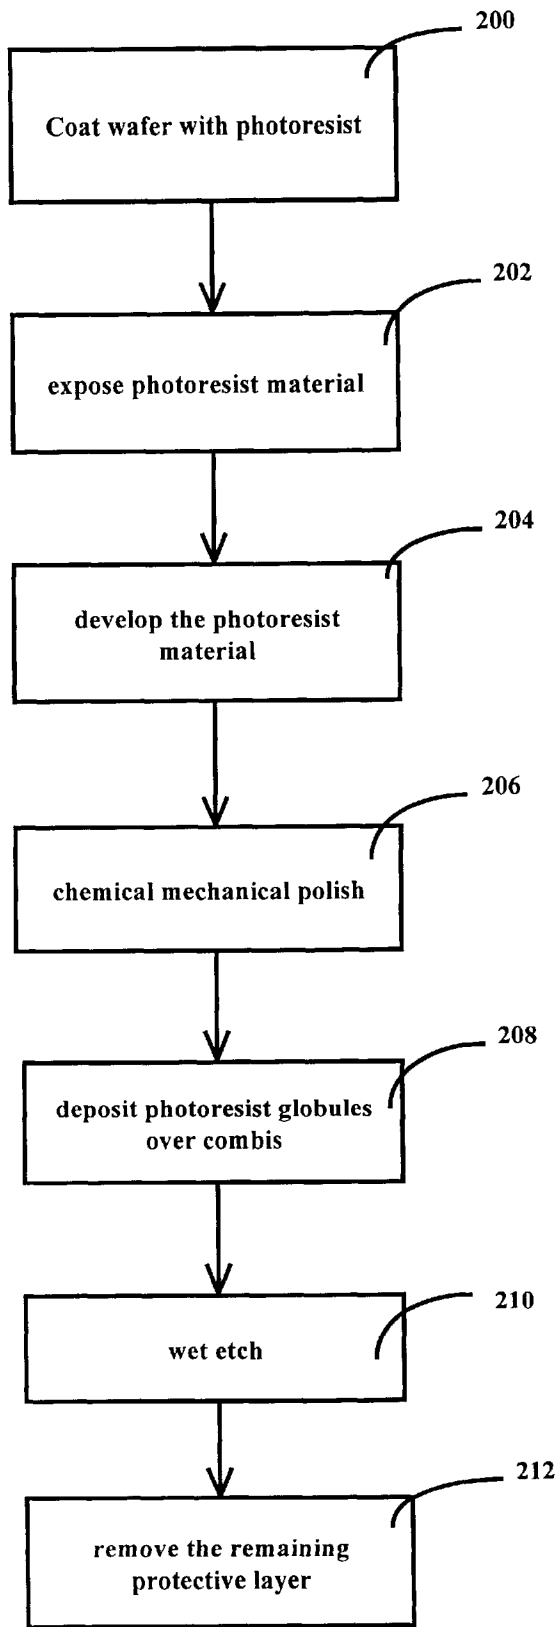 200
Coat wafer with photoresist
202
expose photoresist material
204
develop the photoresist
material
206
chemical mechanical polish
208
deposit photoresist globules
over combis
210
wet etch
212
remove the remaining
protective layer